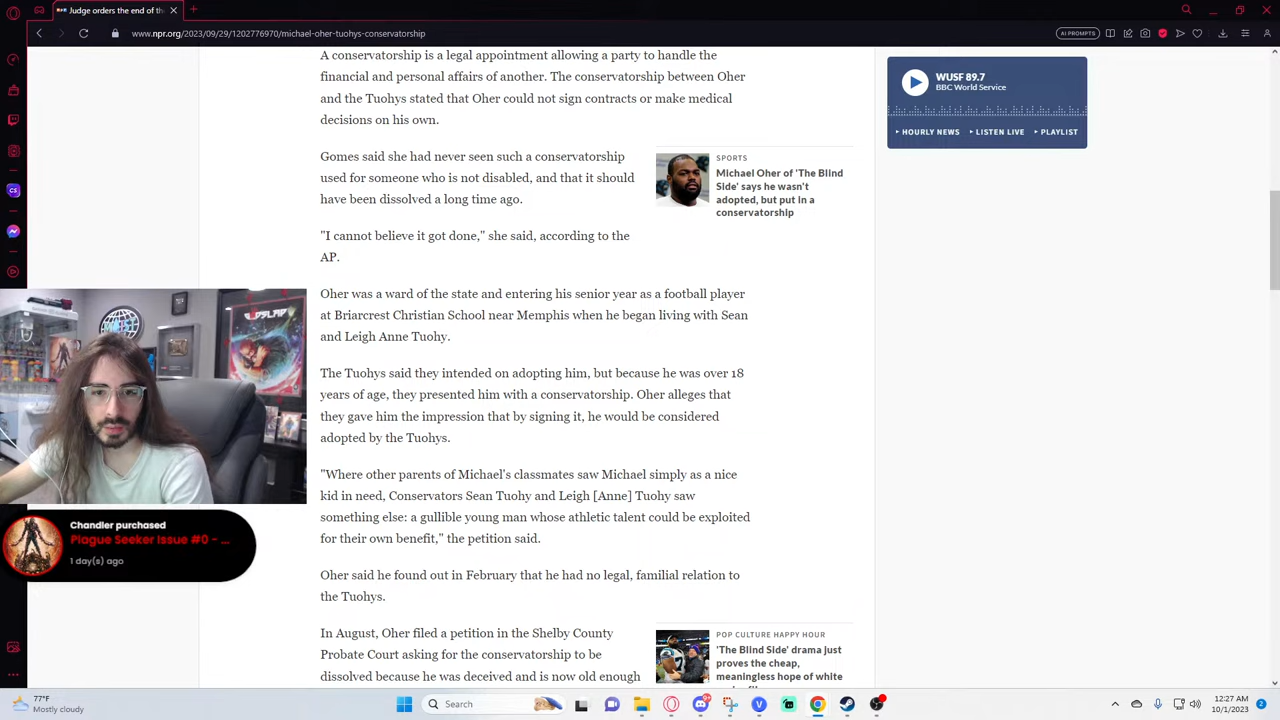 Judge orders the end of the
www.npr.org/2023/09/29/1202776970/michael-oher-tuohys-conservatorship
AI PROMPTS
A conservatorship is a legal appointment allowing a party to handle the
financial and personal affairs of another. The conservatorship between Oher
and the Tuohys stated that Oher could not sign contracts or make medical
decisions on his own.
Gomes said she had never seen such a conservatorship
used for someone who is not disabled, and that it should
have been dissolved a long time ago.
"I cannot believe it got done," she said, according to the
AP.
Oher was a ward of the state and entering his senior year as a football player
at Briarcrest Christian School near Memphis when he began living with Sean
and Leigh Anne Tuohy.
The Tuohys said they intended on adopting him, but because he was over 18
years of age, they presented him with a conservatorship. Oher alleges that
they gave him the impression that by signing it, he would be considered
adopted by the Tuohys.
"Where other parents of Michael's classmates saw Michael simply as a nice
kid in need, Conservators Sean Tuohy and Leigh [Anne] Tuohy saw
something else: a gullible young man whose athletic talent could be exploited
for their own benefit," the petition said.
Oher said he found out in February that he had no legal, familial relation to
the Tuohys.
In August, Oher filed a petition in the Shelby County
Probate Court asking for the conservatorship to be
dissolved because he was deceived and is now old enough
SPORTS
Michael Oher of 'The Blind
Side' says he wasn't
adopted, but put in a
conservatorship
POP CULTURE HAPPY HOUR
'The Blind Side' drama just
proves the cheap,
meaningless hope of white
WUSF 89.7
BBC World Service
HOURLY NEWS
LISTEN LIVE
PLAYLIST
CS
Chandler purchased
Plague Seeker Issue #0 - ...
1 day(s) ago
77°F
Mostly cloudy
Search
12:27 AM
10/1/2023
2